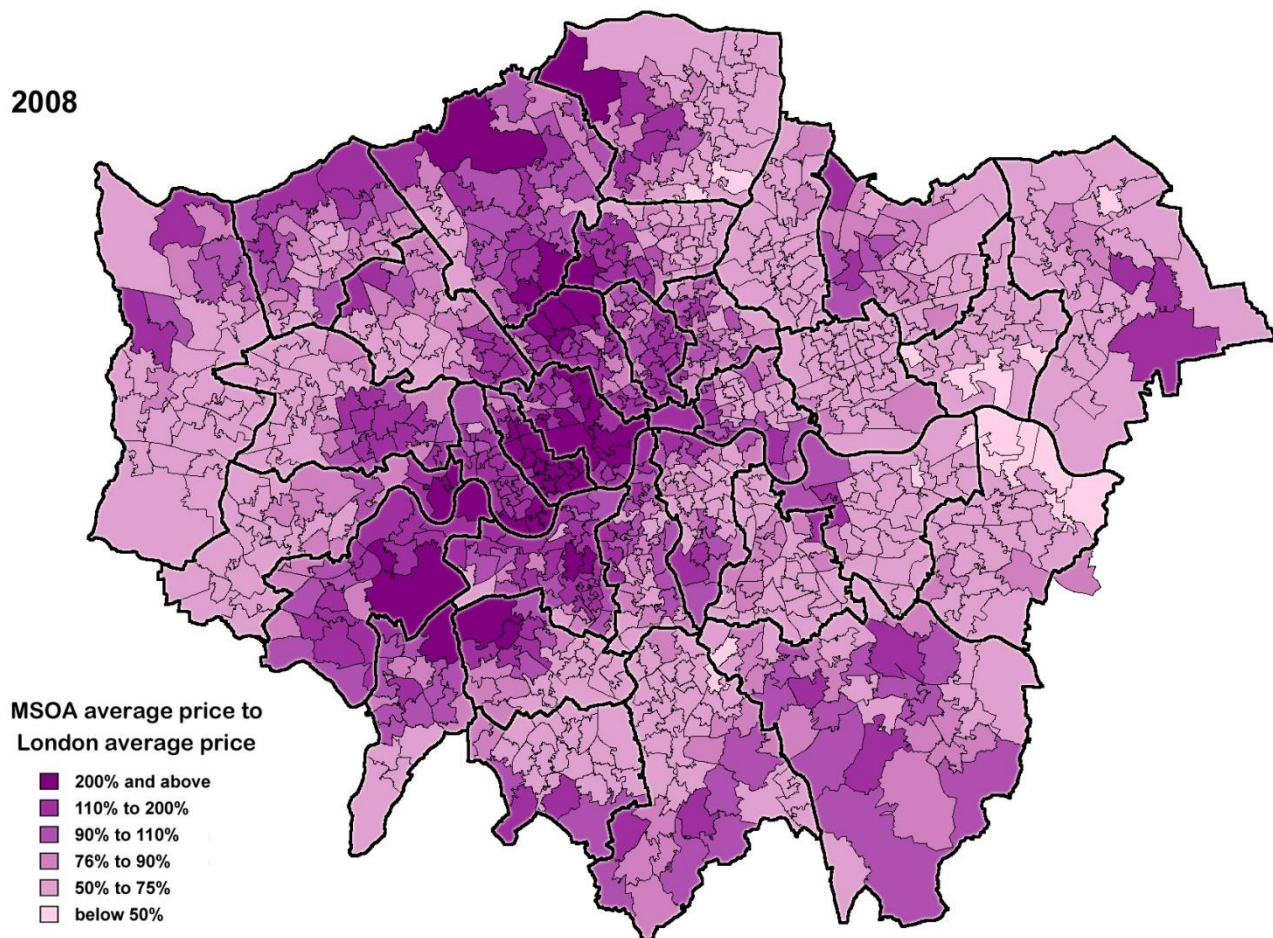 2008
MSOA average price to
London average price
200% and above
110% to 200%
90% to 110%
76% to 90%
50% to 75%
below 50%